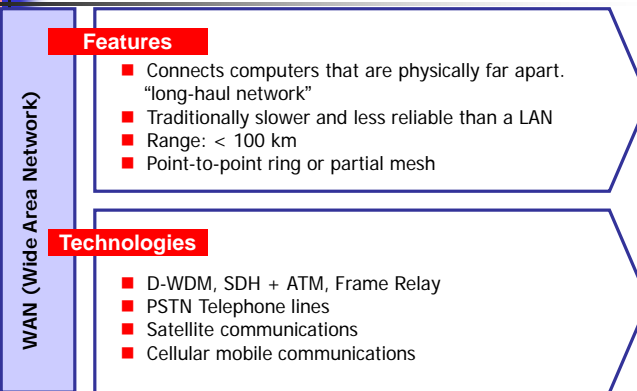 WAN (Wide Area Network)
Features
Connects computers that are physically far apart.
“long-haul network”
Traditionally slower and less reliable than a LAN
Range: < 100 km
Point-to-point ring or partial mesh
Technologies
D-WDM, SDH + ATM, Frame Relay
PSTN Telephone lines
Satellite communications
Cellular mobile communications